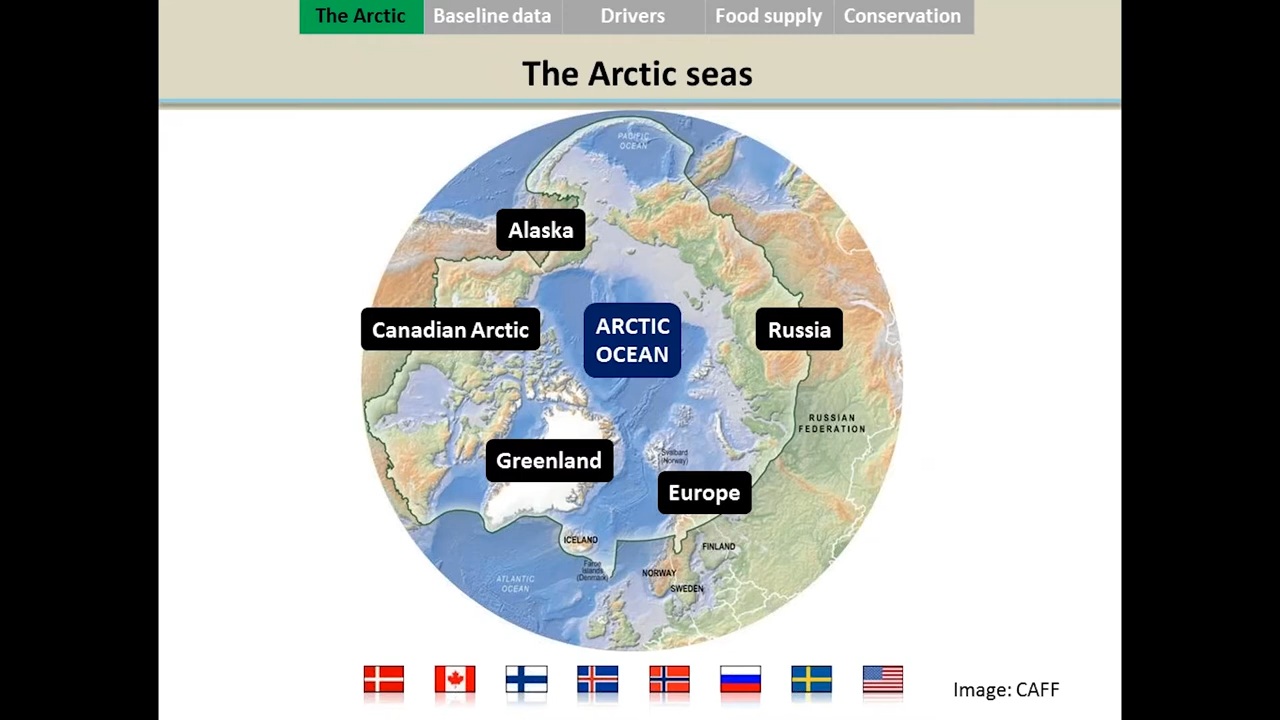 The Arctic
Baseline data
Drivers
Food supply
Conservation
The Arctic seas
PACIFIC
OCEAN
Alaska
Canadian Arctic
ARCTIC
OCEAN
Russia
RUSSIAN
FEDERATION
Greenland
Svalbard
(Norway)
Europe
ICELAND
Faroe
Islands
(Denmark)
FINLAND
NORWAY
SWEDEN
ATLANTIC
OCEAN
Image: CAFF